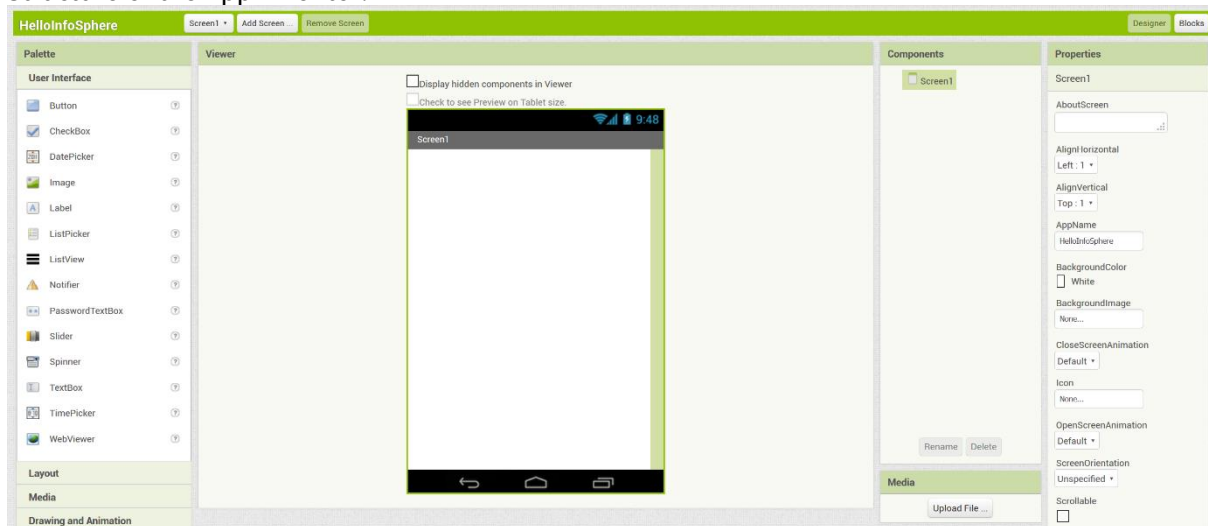 HelloInfoSphere
Screen1
Add Screen ...
Remove Screen
Designer
Blocks
Palette
User Interface
Button
CheckBox
DatePicker
Image
Label
ListPicker
ListView
Notifier
PasswordTextBox
Slider
Spinner
TextBox
TimePicker
WebViewer
Layout
Media
Drawing and Animation
Viewer
Display hidden components in Viewer
Check to see Preview on Tablet size.
9:48
Screen1
Components
Screen1
Rename
Delete
Media
Upload File ...
Properties
Screen1
AboutScreen
AlignHorizontal
Left : 1
AlignVertical
Top : 1
AppName
HelloInfoSphere
BackgroundColor
White
BackgroundImage
None...
CloseScreenAnimation
Default
Icon
None...
OpenScreenAnimation
Default
ScreenOrientation
Unspecified
Scrollable